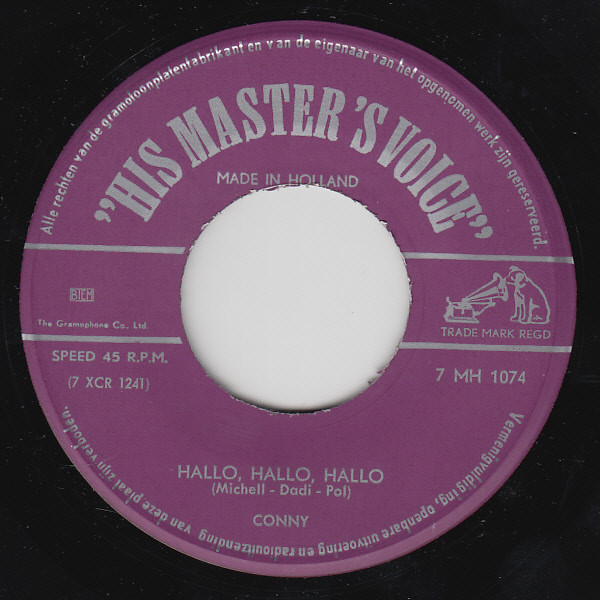 Alle rechten van de gramofoonplatenfabrikant en van de eigenaar van het opgenomen werk zijn gereserveerd.
"HIS MASTER'S VOICE"
MADE IN HOLLAND
BIEM
The Gramophone Co., Ltd.
TRADE MARK REGD
SPEED 45 R.P.M.
(7 XCR 1241)
7 MH 1074
HALLO, HALLO, HALLO
(Michell - Dadi - Pol)
CONNY
Vermenigvuldiging, openbare uitvoering en radiouitzending van deze plaat zijn verboden.